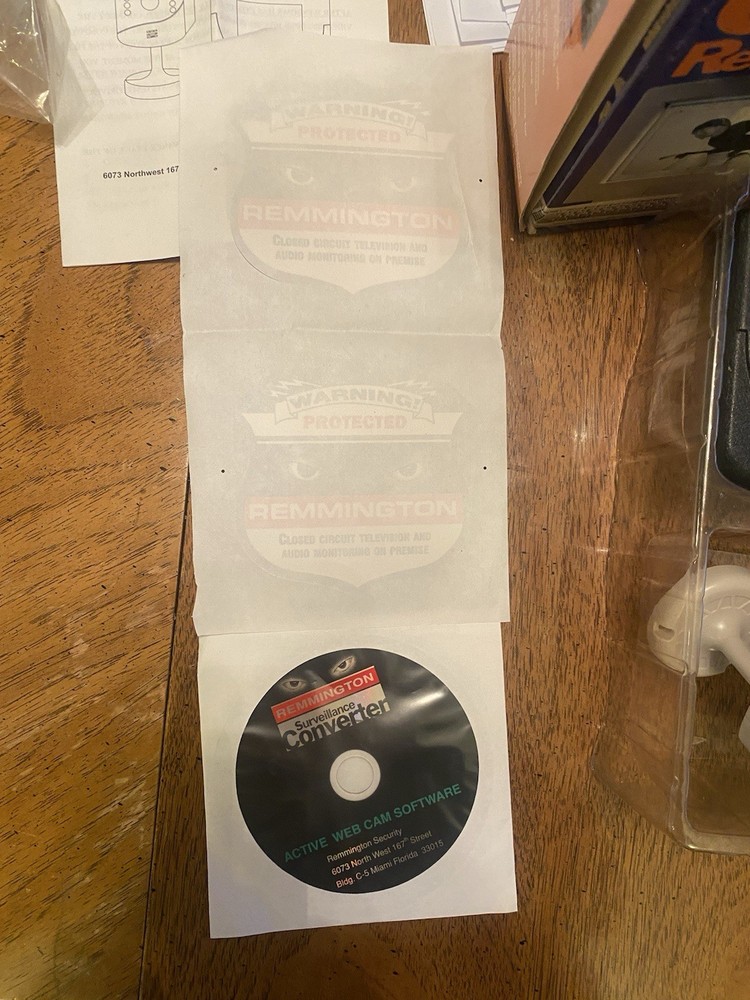 6073 Northwest 167
Re
WARNING!
PROTECTED
REMMINGTON
CLOSED CIRCUIT TELEVISION AND
AUDIO MONITORING ON PREMISE
WARNING!
PROTECTED
REMMINGTON
CLOSED CIRCUIT TELEVISION AND
AUDIO MONITORING ON PREMISE
REMMINGTON
Surveillance
Converter
ACTIVE WEB CAM SOFTWARE
Remmington Security
6073 North West 167th Street
Bldg. C-5 Miami Florida 33015